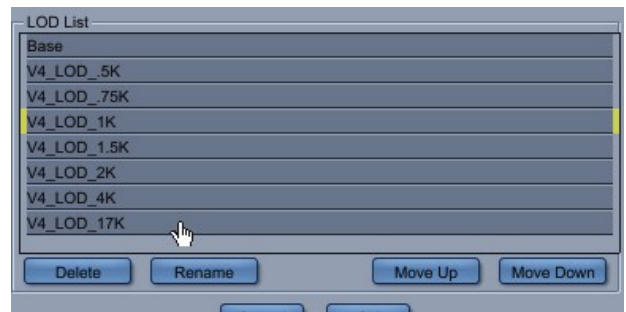 LOD List
Base
V4_LOD_.5K
V4_LOD_.75K
V4_LOD_1K
V4_LOD_1.5K
V4_LOD_2K
V4_LOD_4K
V4_LOD_17K
Delete Rename Move Up Move Down